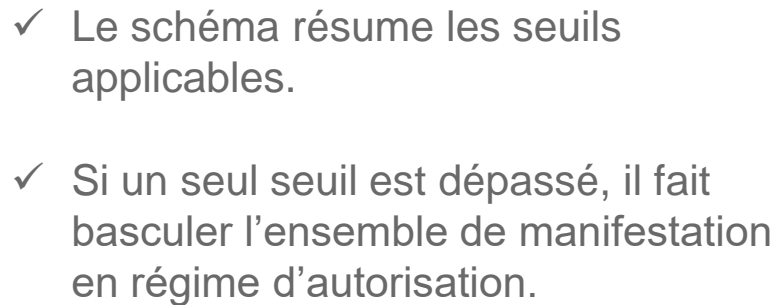 ✓ Le schéma résume les seuils
applicables.
✓ Si un seul seuil est dépassé, il fait
basculer l’ensemble de manifestation
en régime d’autorisation.